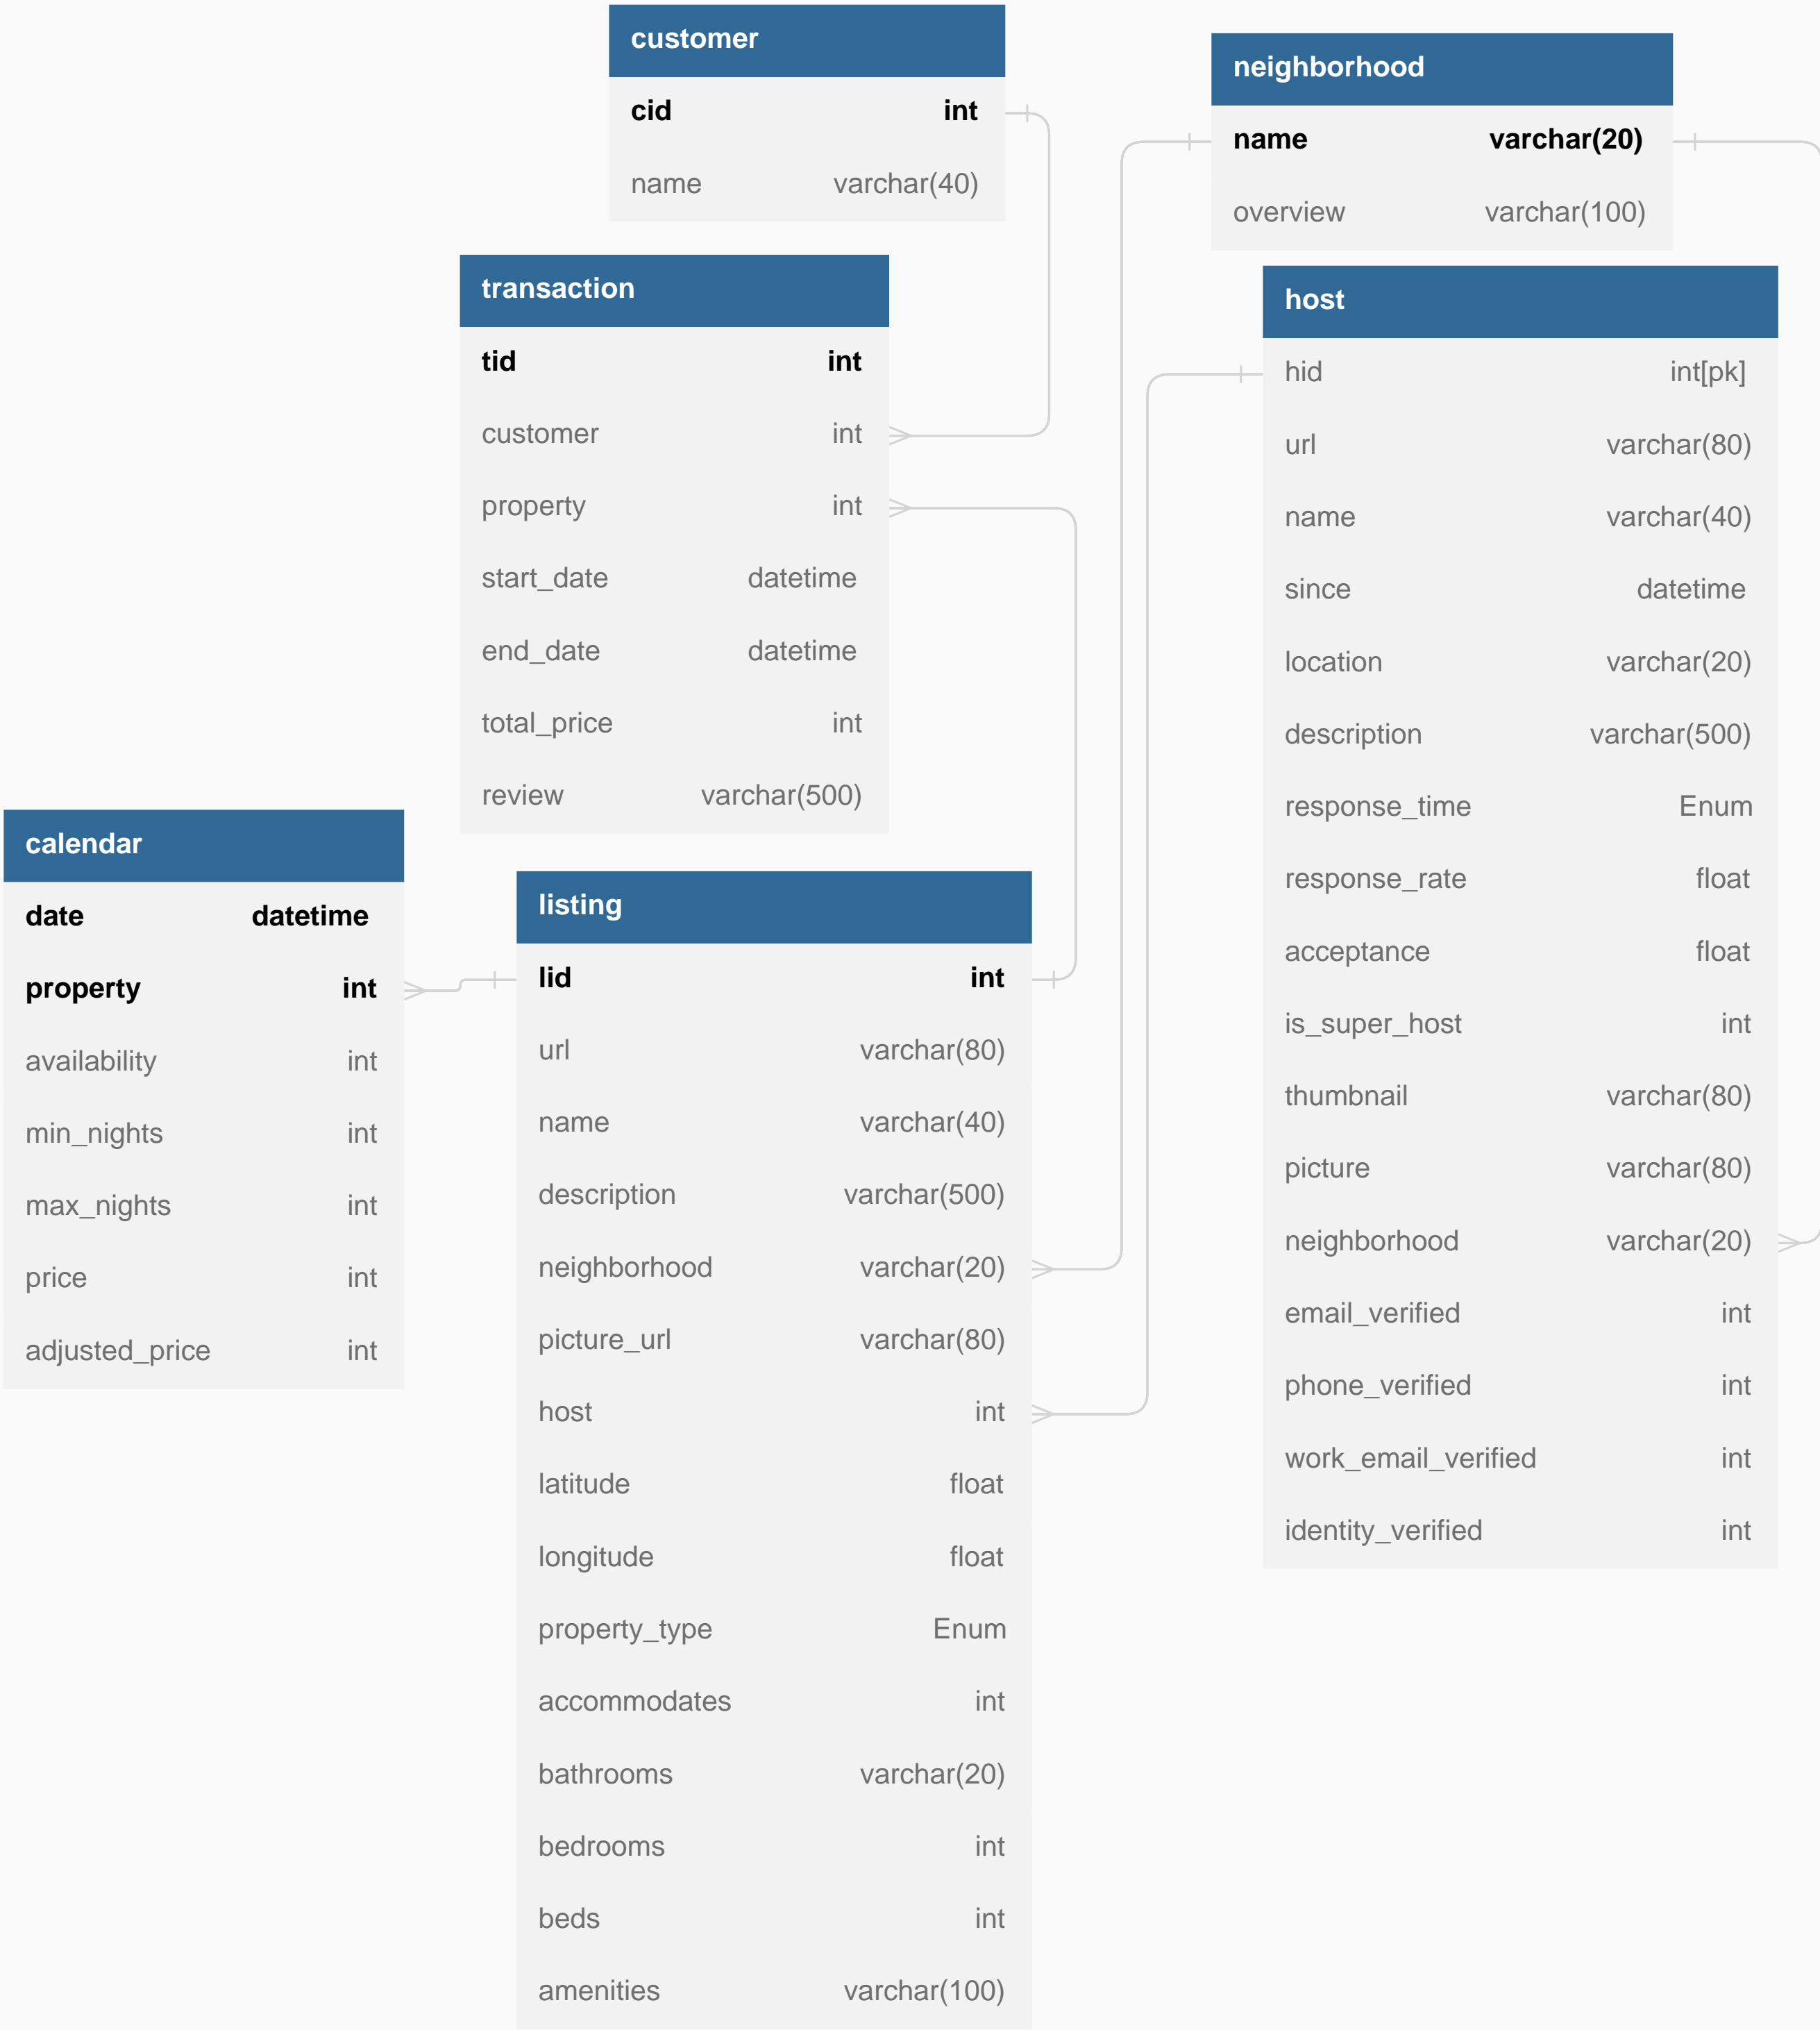 customer
cid int
name varchar(40)
neighborhood
name varchar(20)
overview varchar(100)
transaction
tid int
customer int
property int
start_date datetime
end_date datetime
total_price int
review varchar(500)
host
hid int[pk]
url varchar(80)
name varchar(40)
since datetime
location varchar(20)
description varchar(500)
response_time Enum
response_rate float
acceptance float
is_super_host int
thumbnail varchar(80)
picture varchar(80)
neighborhood varchar(20)
email_verified int
phone_verified int
work_email_verified int
identity_verified int
calendar
date datetime
property int
availability int
min_nights int
max_nights int
price int
adjusted_price int
listing
lid int
url varchar(80)
name varchar(40)
description varchar(500)
neighborhood varchar(20)
picture_url varchar(80)
host int
latitude float
longitude float
property_type Enum
accommodates int
bathrooms varchar(20)
bedrooms int
beds int
amenities varchar(100)